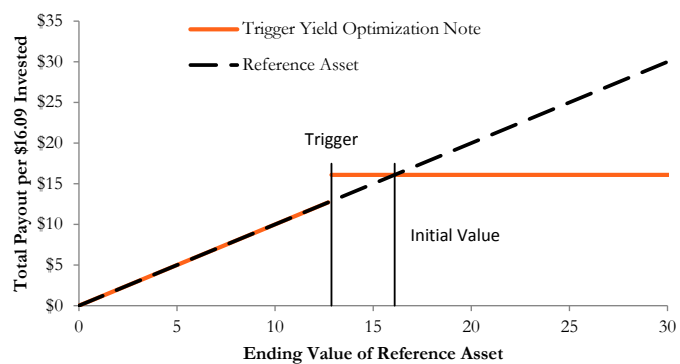 $35
$30
$25
$20
$15
$10
$5
$0
Total Payout per $16.09 Invested
Trigger Yield Optimization Note
Reference Asset
Trigger
Initial Value
0 5 10 15 20 25 30
Ending Value of Reference Asset